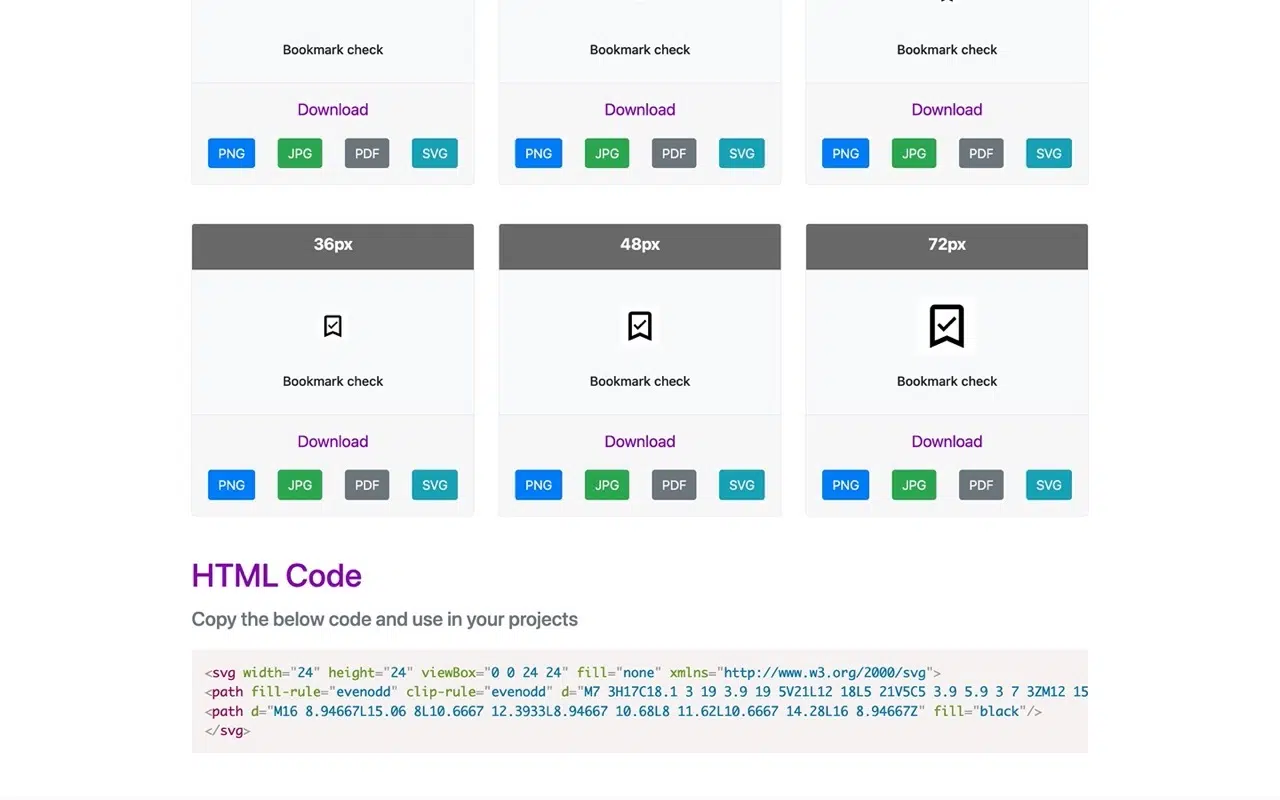 Bookmark check Bookmark check Bookmark check
Download Download Download
PNG JPG PDF SVG PNG JPG PDF SVG PNG JPG PDF SVG
36px 48px 72px
Bookmark check Bookmark check Bookmark check
Download Download Download
PNG JPG PDF SVG PNG JPG PDF SVG PNG JPG PDF SVG
HTML Code
Copy the below code and use in your projects
<svg width="24" height="24" viewBox="0 0 24 24" fill="none" xmlns="http://www.w3.org/2000/svg">
<path fill-rule="evenodd" clip-rule="evenodd" d="M7 3H17C18.1 3 19 3.9 19 5V21L12 18L5 21V5C5 3.9 5.9 3 7 3ZM12 15
<path d="M16 8.94667L15.06 8L10.6667 12.3933L8.94667 10.68L8 11.62L10.6667 14.28L16 8.94667Z" fill="black"/>
</svg>